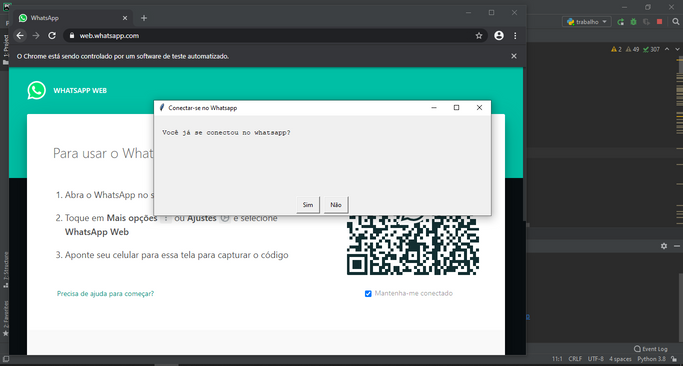 WhatsApp
trabalho
web.whatsapp.com
1: Project
2 49 307
O Chrome está sendo controlado por um software de teste automatizado.
WHATSAPP WEB
Conectar-se no Whatsapp
Você já se conectou no whatsapp?
Sim Não
Para usar o What
1. Abra o WhatsApp no s
2. Toque em Mais opções ou Ajustes e selecione
WhatsApp Web
3. Aponte seu celular para essa tela para capturar o código
Precisa de ajuda para começar?
Mantenha-me conectado
Z: Structure
2: Favorites
Event Log
11:1 CRLF UTF-8 4 spaces Python 3.8